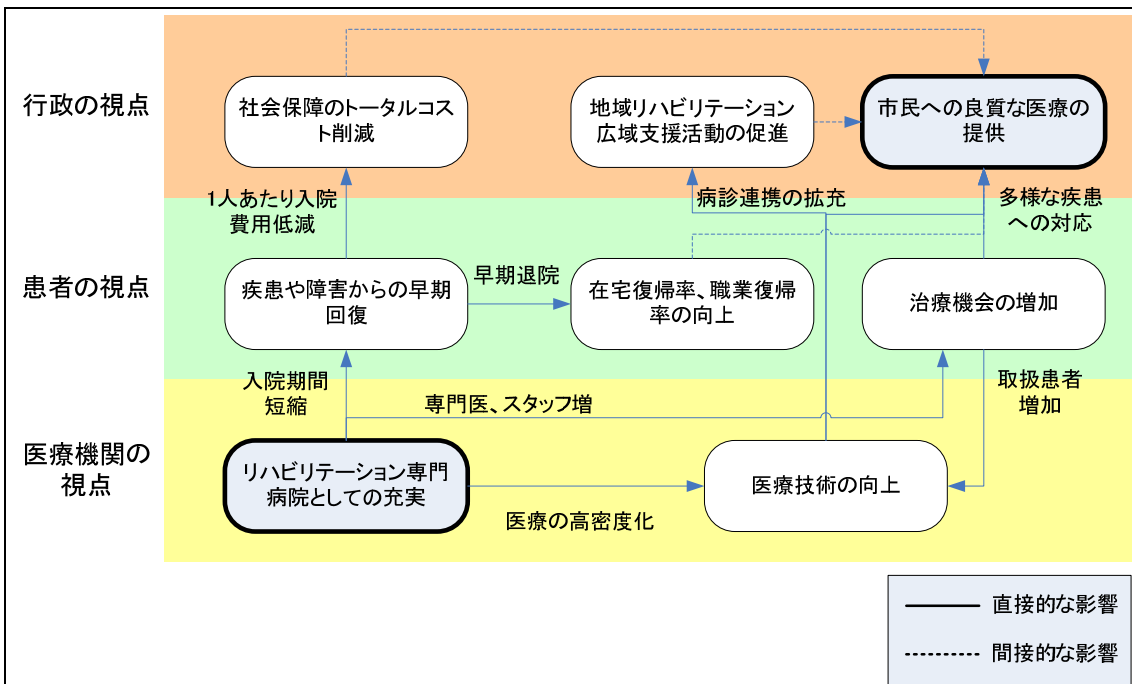 行政の視点
社会保障のトータルコス
ト削減
地域リハビリテーション
広域支援活動の促進
市民への良質な医療の
提供
1人あたり入院
費用低減
病診連携の拡充
多様な疾患
への対応
患者の視点
疾患や障害からの早期
回復
早期退院
在宅復帰率、職業復帰
率の向上
治療機会の増加
入院期間
短縮
専門医、スタッフ増
取扱患者
増加
医療機関の
視点
リハビリテーション専門
病院としての充実
医療の高密度化
医療技術の向上
直接的な影響
間接的な影響